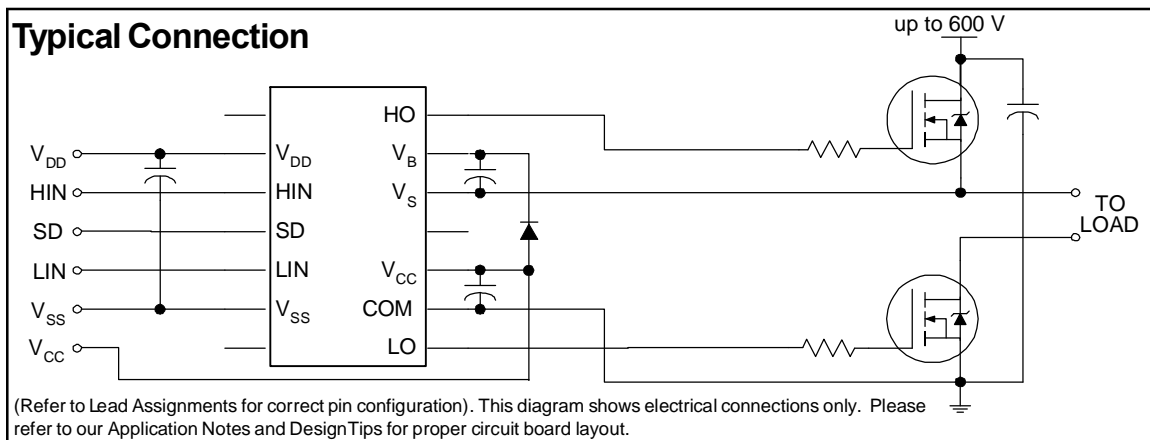 Typical Connection
up to 600 V
HO
V_DD
V_DD
V_B
HIN
HIN
V_S
TO
LOAD
SD
SD
LIN
LIN
V_CC
V_SS
V_SS
COM
V_CC
LO
(Refer to Lead Assignments for correct pin configuration). This diagram shows electrical connections only. Please
refer to our Application Notes and DesignTips for proper circuit board layout.